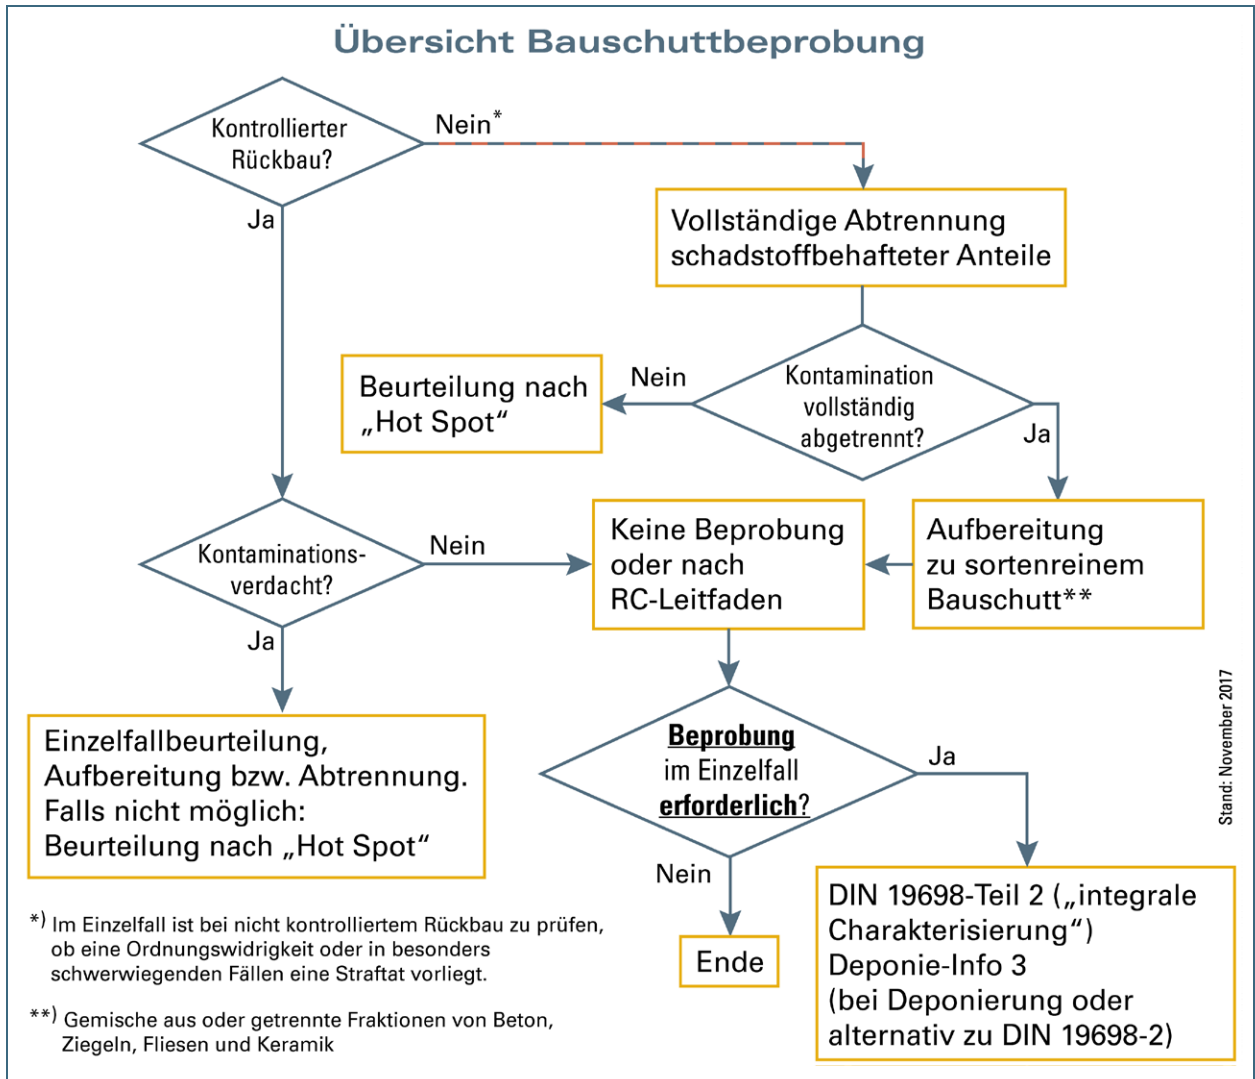 Übersicht Bauschuttbeprobung
Kontrollierter
Rückbau?
Nein*
Ja
Vollständige Abtrennung
schadstoffbehafteter Anteile
Beurteilung nach
„Hot Spot“
Nein
Kontamination
vollständig
abgetrennt?
Ja
Kontaminations-
verdacht?
Nein
Ja
Keine Beprobung
oder nach
RC-Leitfaden
Aufbereitung
zu sortenreinem
Bauschutt**
Einzelfallbeurteilung,
Aufbereitung bzw. Abtrennung.
Falls nicht möglich:
Beurteilung nach „Hot Spot“
Beprobung
im Einzelfall
erforderlich?
Ja
Nein
Ende
DIN 19698-Teil 2 („integrale
Charakterisierung“)
Deponie-Info 3
(bei Deponierung oder
alternativ zu DIN 19698-2)
Stand: November 2017
*) Im Einzelfall ist bei nicht kontrolliertem Rückbau zu prüfen,
ob eine Ordnungswidrigkeit oder in besonders
schwerwiegenden Fällen eine Straftat vorliegt.
**) Gemische aus oder getrennte Fraktionen von Beton,
Ziegeln, Fliesen und Keramik